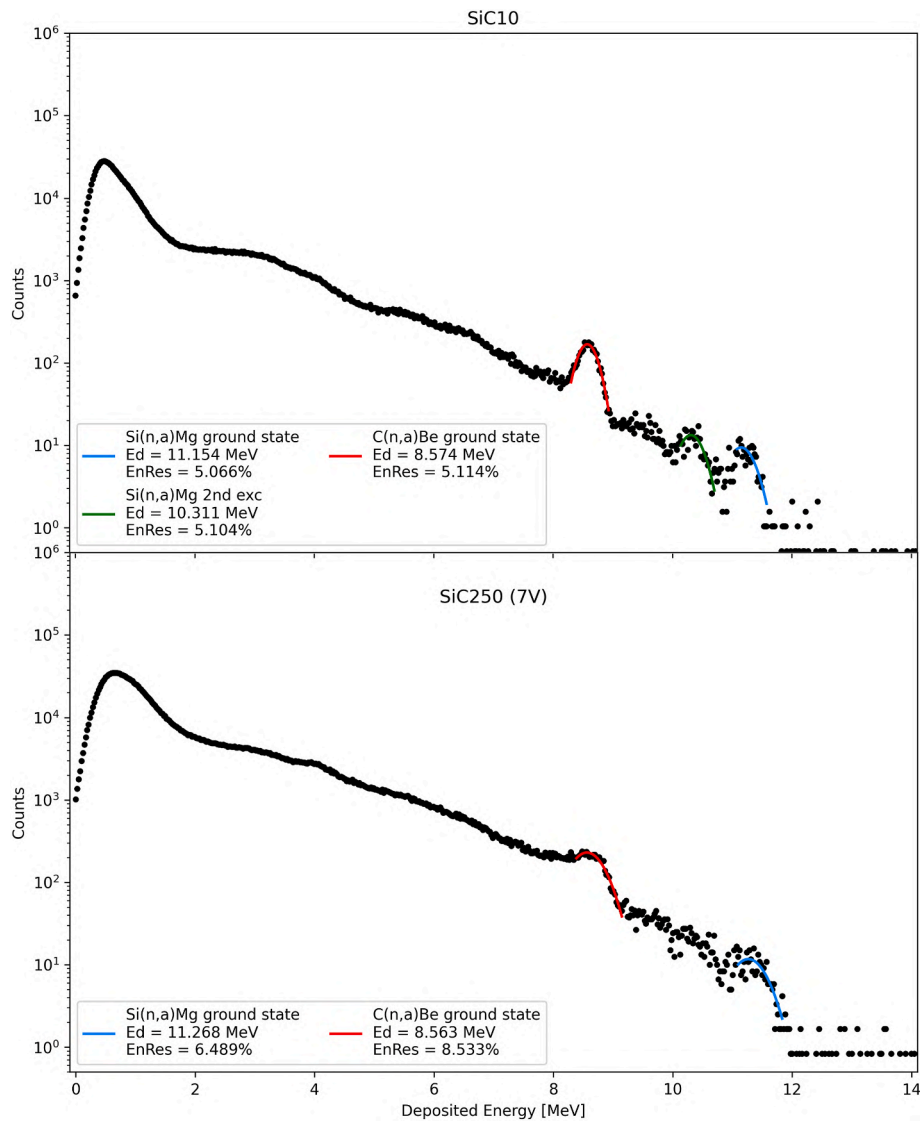 SiC10
10^6
10^5
10^4
10^3
10^2
10^1
10^0
Counts
Si(n,a)Mg ground state
Ed = 11.154 MeV
EnRes = 5.066%
Si(n,a)Mg 2nd exc
Ed = 10.311 MeV
EnRes = 5.104%
C(n,a)Be ground state
Ed = 8.574 MeV
EnRes = 5.114%
SiC250 (7V)
10^6
10^5
10^4
10^3
10^2
10^1
10^0
Counts
Si(n,a)Mg ground state
Ed = 11.268 MeV
EnRes = 6.489%
C(n,a)Be ground state
Ed = 8.563 MeV
EnRes = 8.533%
0 2 4 6 8 10 12 14
Deposited Energy [MeV]